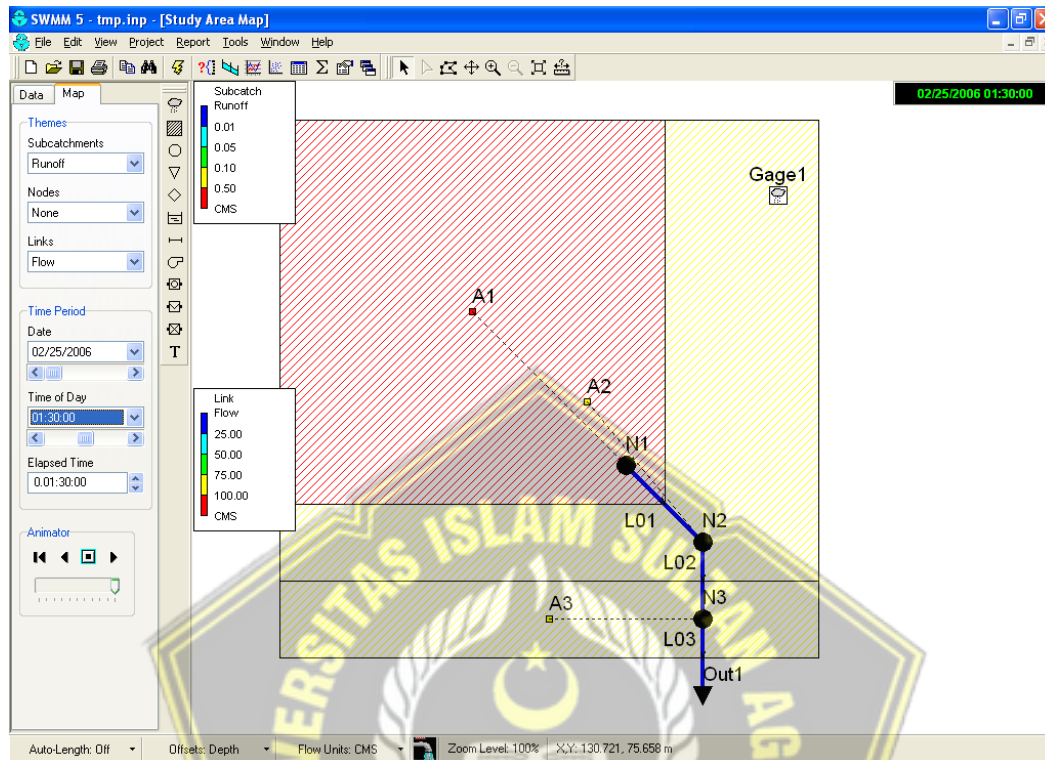 SWMM 5 - tmp.inp - [Study Area Map]
File Edit View Project Report Tools Window Help
Data Map
Themes
Subcatchments
Runoff
Nodes
None
Links
Flow
Time Period
Date
02/25/2006
Time of Day
01:30:00
Elapsed Time
0.01:30:00
Animator
T
Subcatch
Runoff
0.01
0.05
0.10
0.50
CMS
Link
Flow
25.00
50.00
75.00
100.00
CMS
02/25/2006 01:30:00
Gage1
A1
A2
N1
L01
N2
L02
A3
N3
L03
Out1
UNIVERSITAS ISLAM SULTAN AG
Auto-Length: Off Offsets: Depth Flow Units: CMS Zoom Level: 100% X,Y: 130.721, 75.658 m